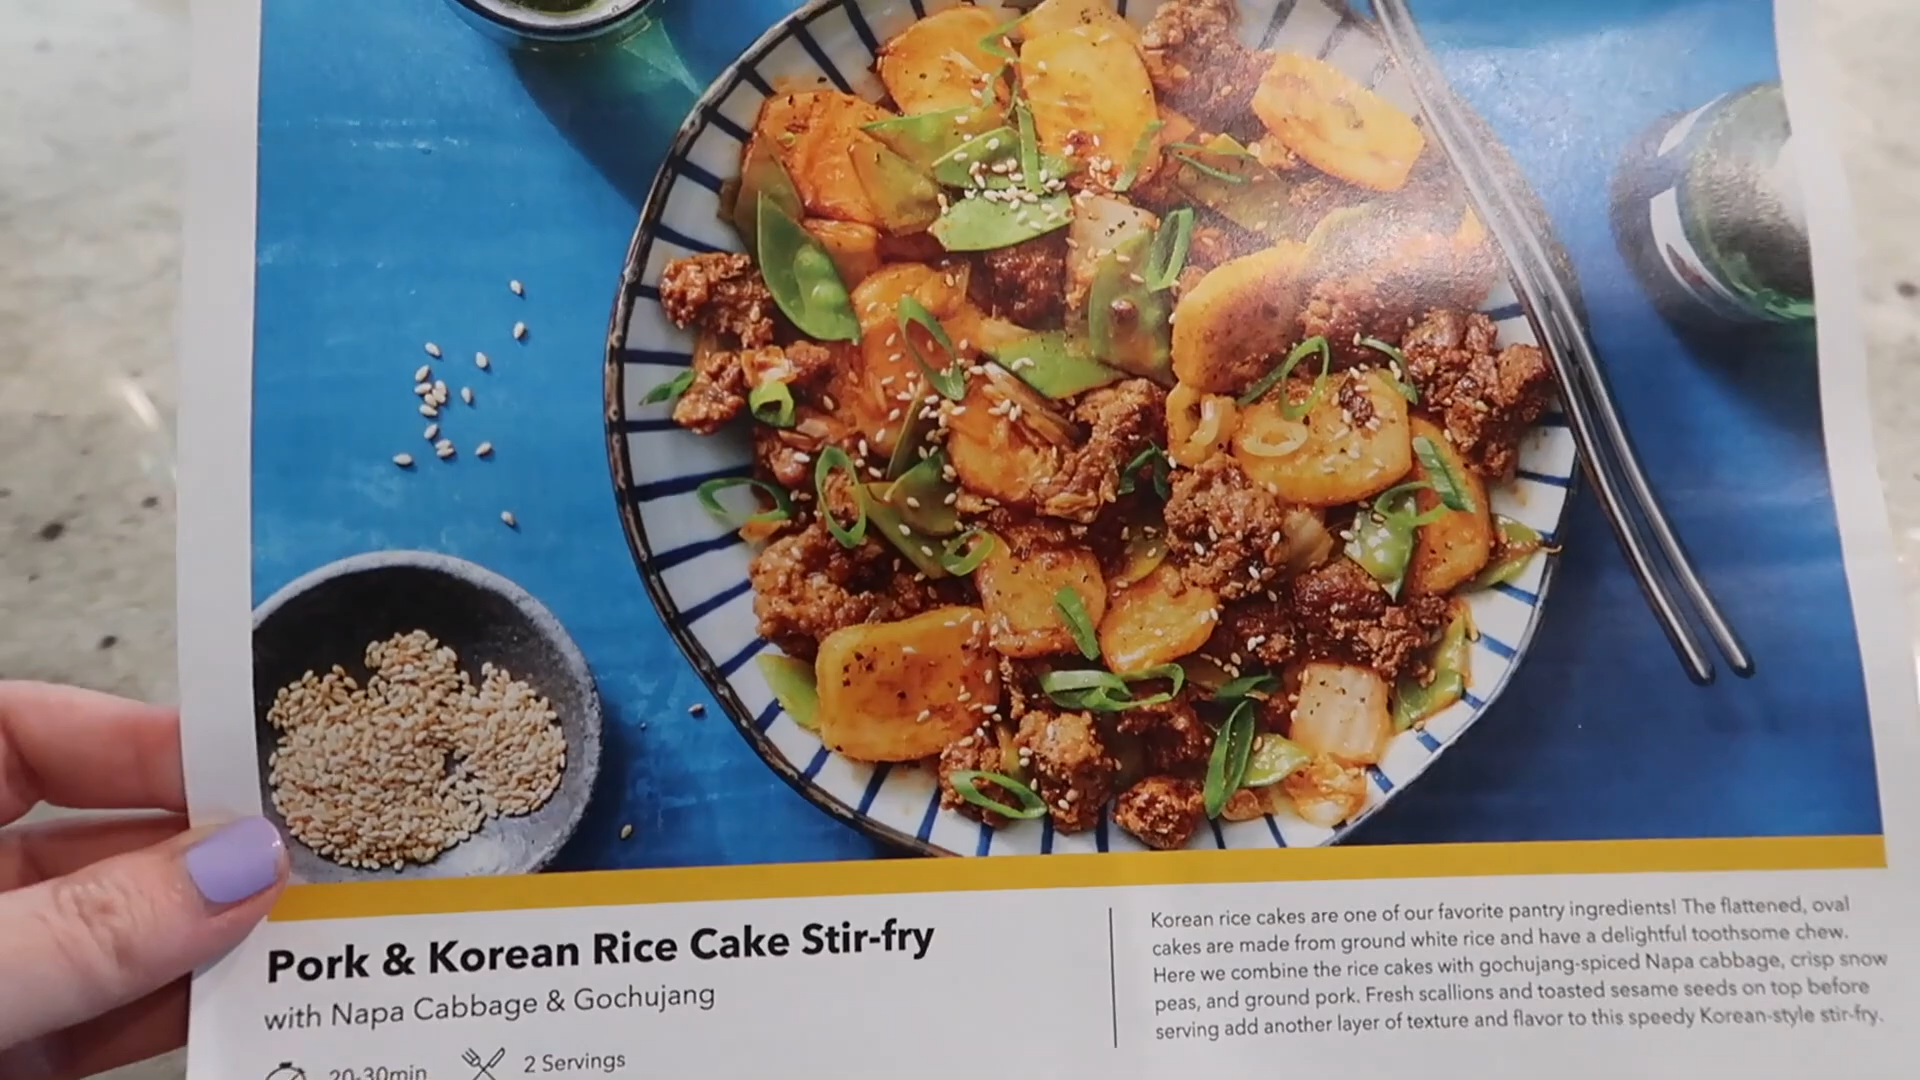 Pork & Korean Rice Cake Stir-fry
with Napa Cabbage & Gochujang
20-30min
2 Servings
Korean rice cakes are one of our favorite pantry ingredients! The flattened, oval
cakes are made from ground white rice and have a delightful toothsome chew.
Here we combine the rice cakes with gochujang-spiced Napa cabbage, crisp snow
peas, and ground pork. Fresh scallions and toasted sesame seeds on top before
serving add another layer of texture and flavor to this speedy Korean-style stir-fry.